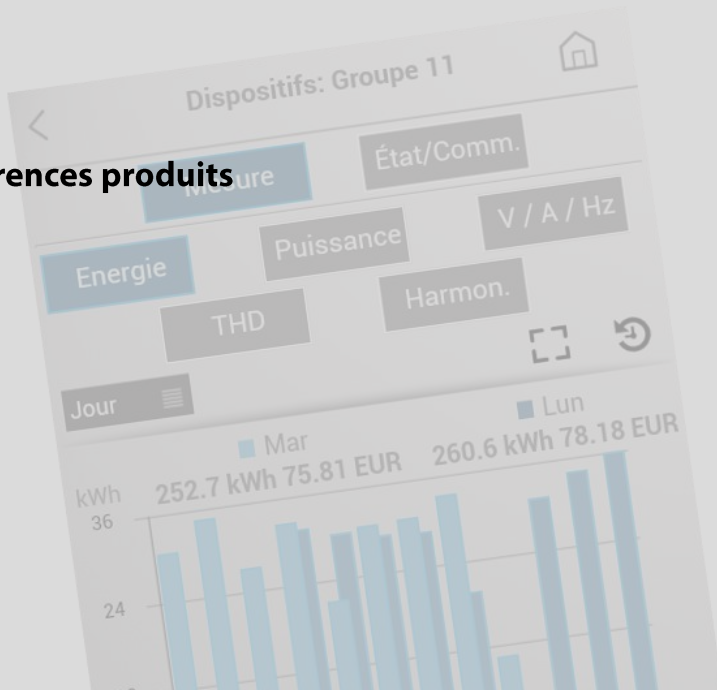 Dispositifs: Groupe 11
rences produits
Mesure
État/Comm.
Energie
Puissance
V / A / Hz
THD
Harmon.
Jour
Mar
Lun
252.7 kWh 75.81 EUR
260.6 kWh 78.18 EUR
kWh
36
24